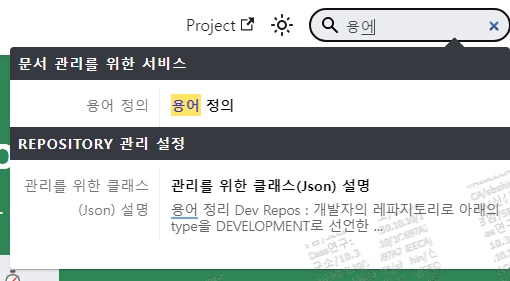 Project
용어
문서 관리를 위한 서비스
용어 정의 용어 정의
REPOSITORY 관리 설정
관리를 위한 클래스 관리를 위한 클래스(Json) 설명
(Json) 설명 용어 정리 Dev Repos : 개발자의 레파지토리로 아래의
type을 DEVELOPMENT로 선언한 ...